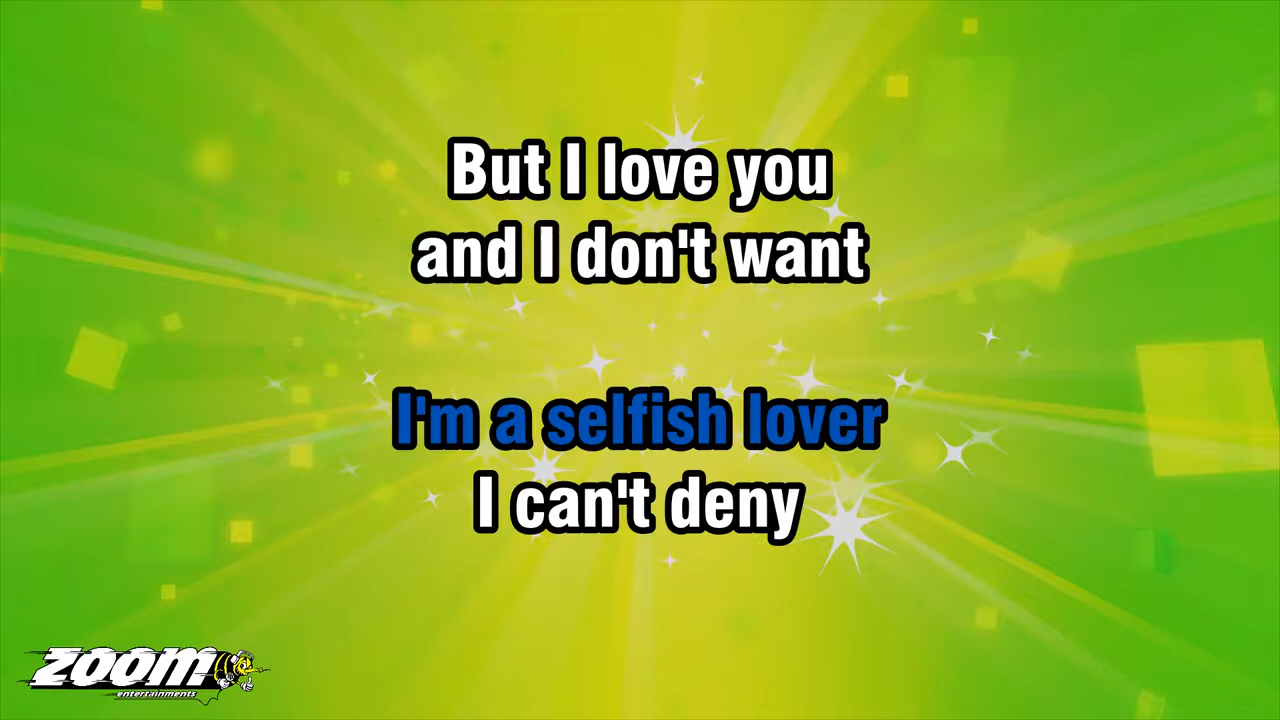 But I love you
and I don't want
I'm a selfish lover
I can't deny
ZOOM
entertainments